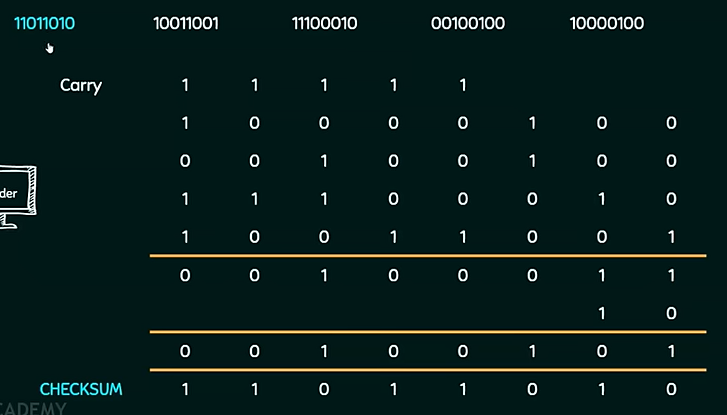 11011010 10011001 11100010 00100100 10000100
Carry 1 1 1 1 1
1 0 0 0 0 1 0 0
0 0 1 0 0 1 0 0
der
1 1 1 0 0 0 1 0
1 0 0 1 1 0 0 1
0 0 1 0 0 0 1 1
1 0
0 0 1 0 0 1 0 1
CHECKSUM 1 1 0 1 1 0 1 0
CADEMY